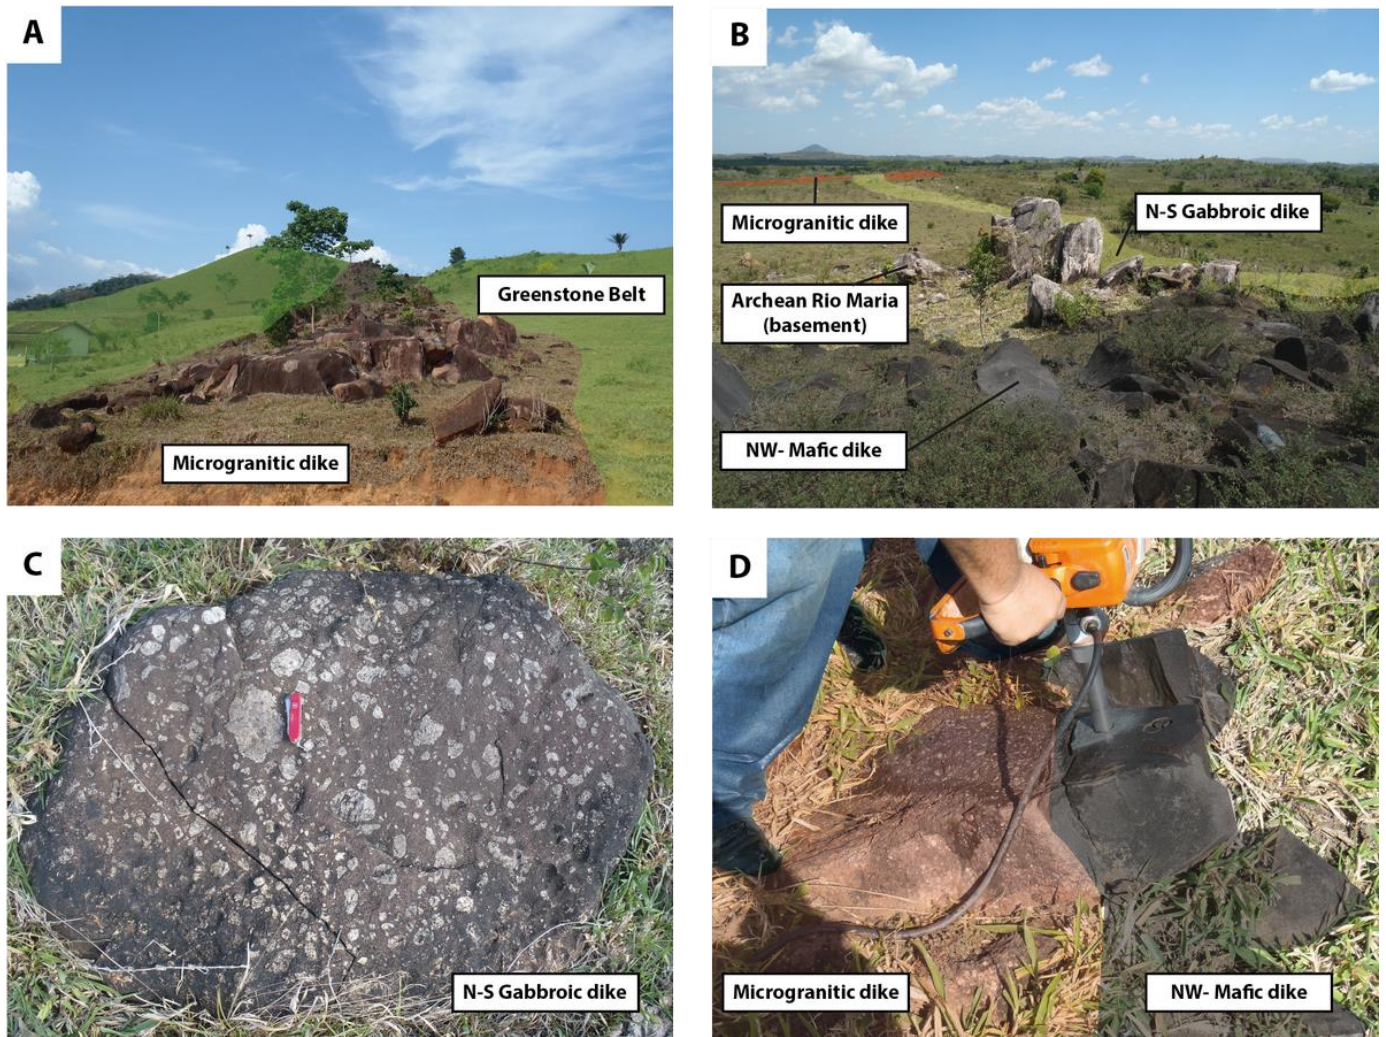 A
Greenstone Belt
Microgranitic dike
B
Microgranitic dike
N-S Gabbroic dike
Archean Rio Maria
(basement)
NW- Mafic dike
C
N-S Gabbroic dike
D
Microgranitic dike
NW- Mafic dike